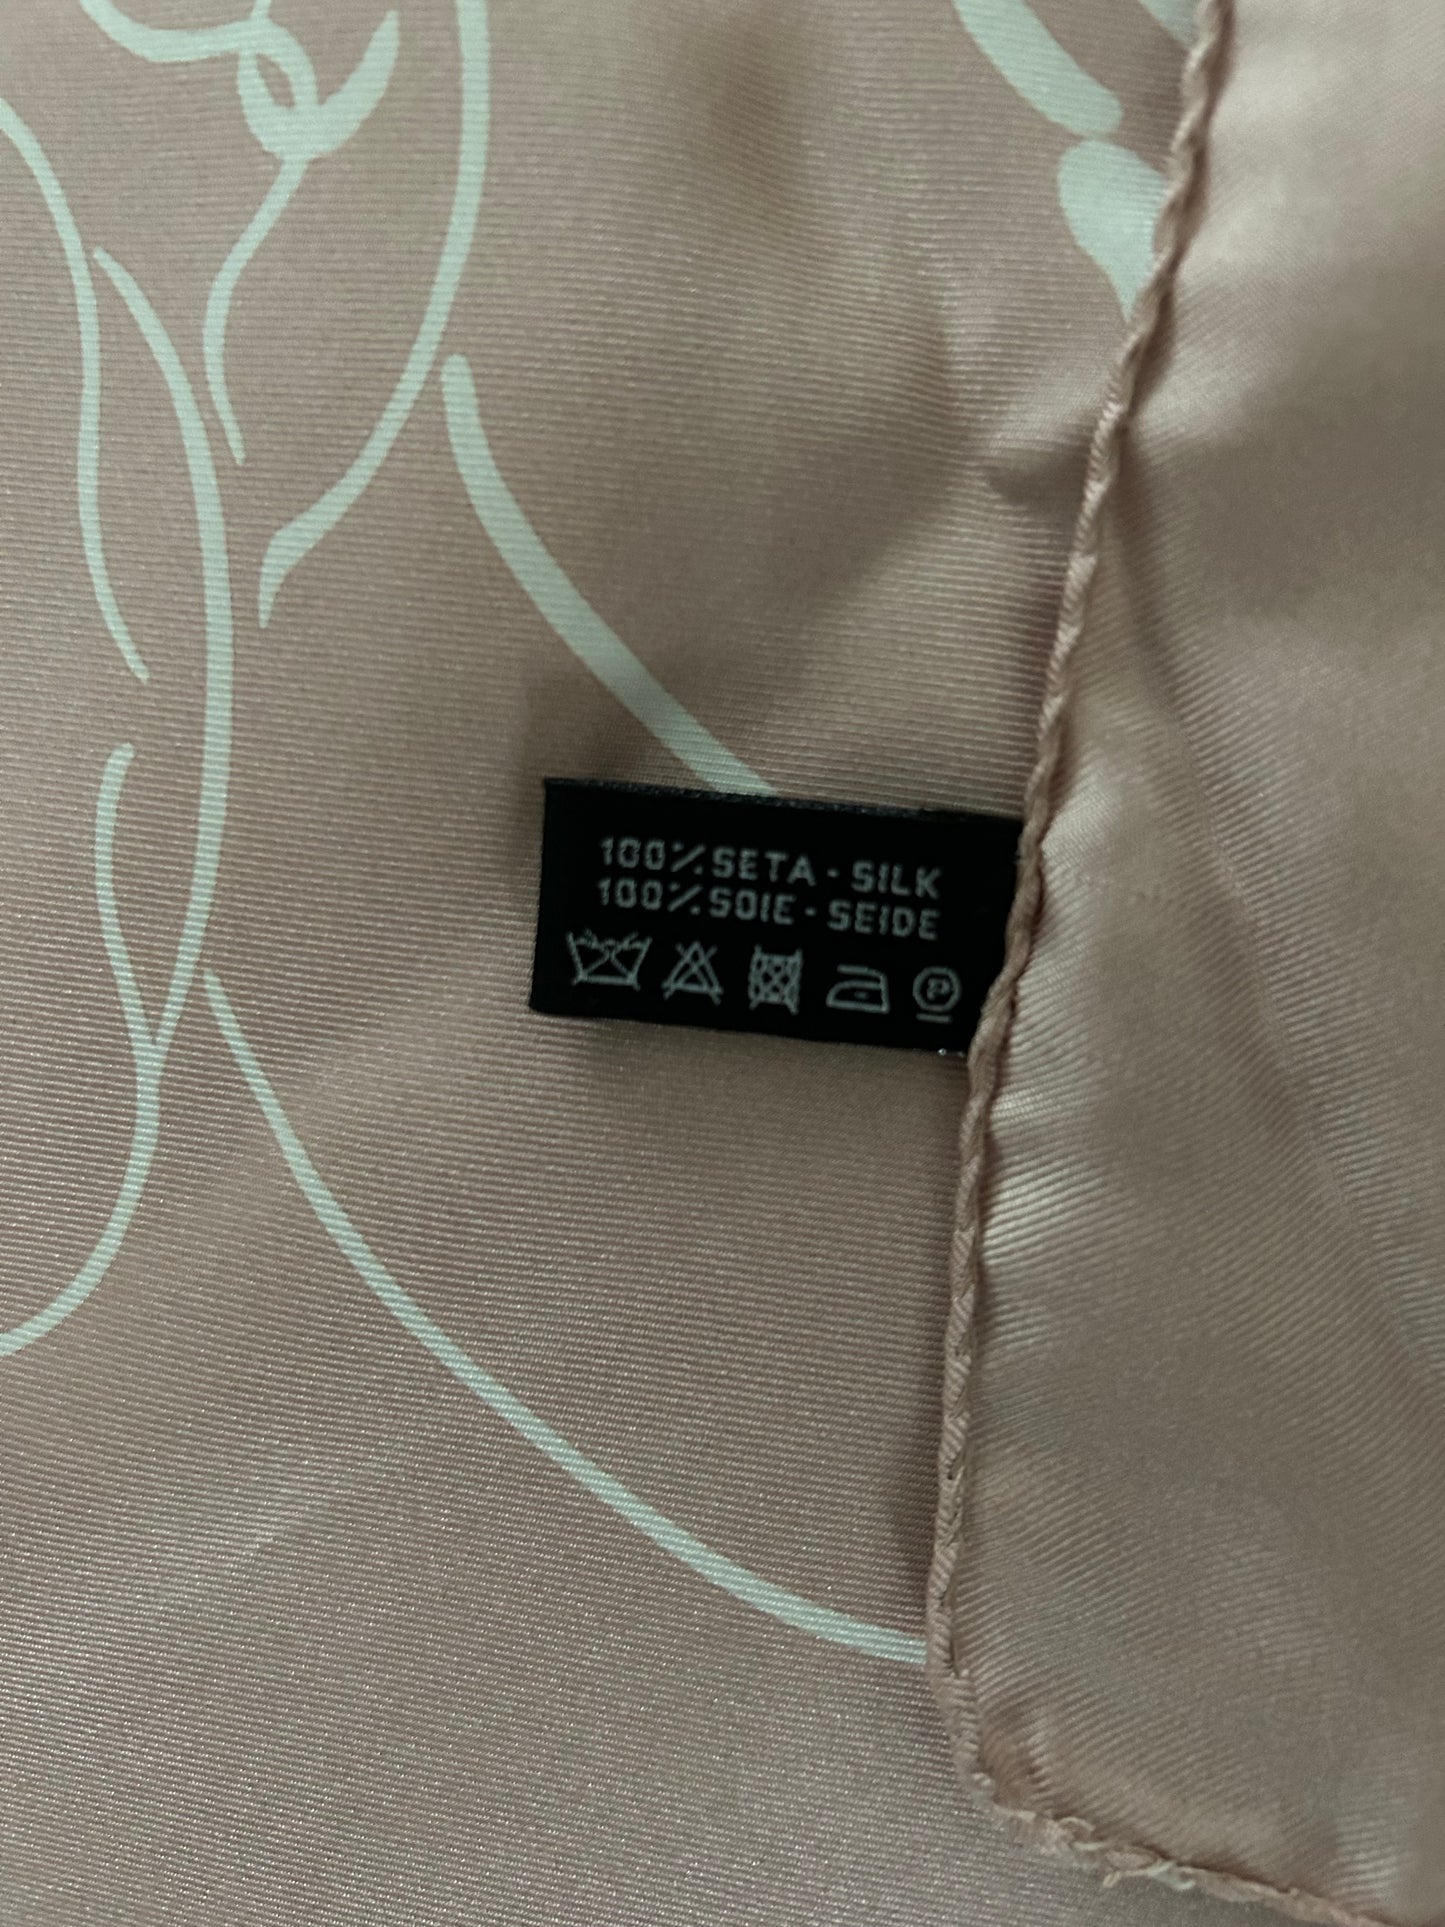 100% SETA - SILK
100% SOIE - SEIDE
P